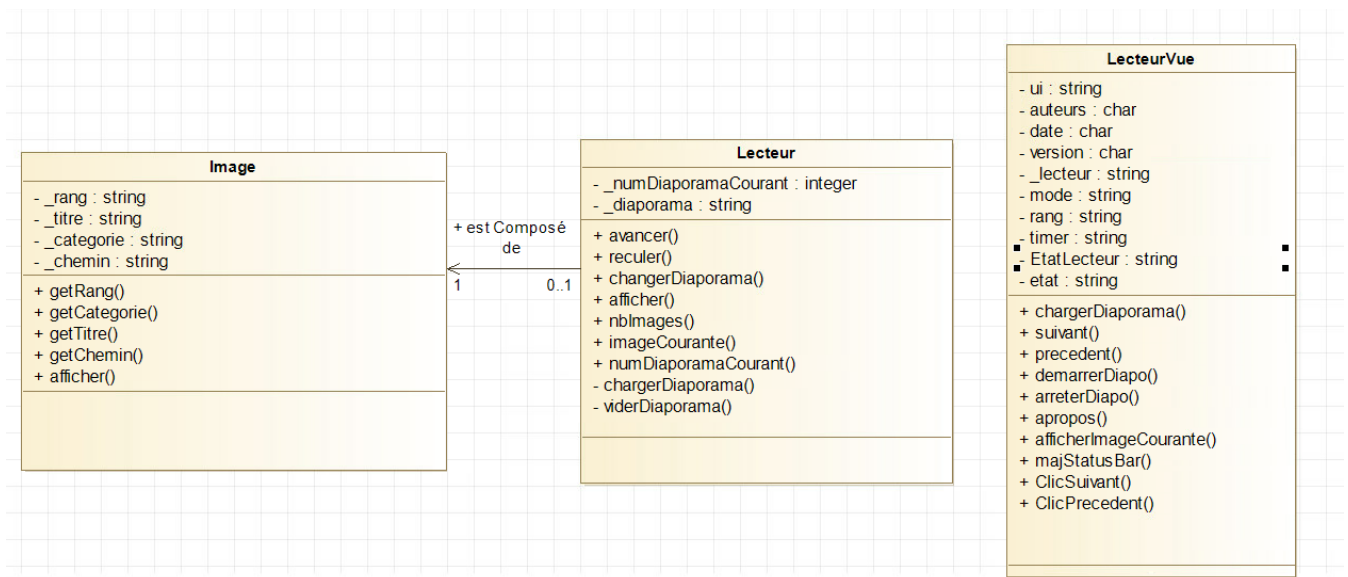 Image
- _rang : string
- _titre : string
- _categorie : string
- _chemin : string
+ getRang()
+ getCategorie()
+ getTitre()
+ getChemin()
+ afficher()
+ est Composé
de
1
0..1
Lecteur
- _numDiaporamaCourant : integer
- _diaporama : string
+ avancer()
+ reculer()
+ changerDiaporama()
+ afficher()
+ nbImages()
+ imageCourante()
+ numDiaporamaCourant()
- chargerDiaporama()
- viderDiaporama()
LecteurVue
- ui : string
- auteurs : char
- date : char
- version : char
- _lecteur : string
- mode : string
- rang : string
- timer : string
- EtatLecteur : string
- etat : string
+ chargerDiaporama()
+ suivant()
+ precedent()
+ demarrerDiapo()
+ arreterDiapo()
+ apropos()
+ afficherImageCourante()
+ majStatusBar()
+ ClicSuivant()
+ ClicPrecedent()